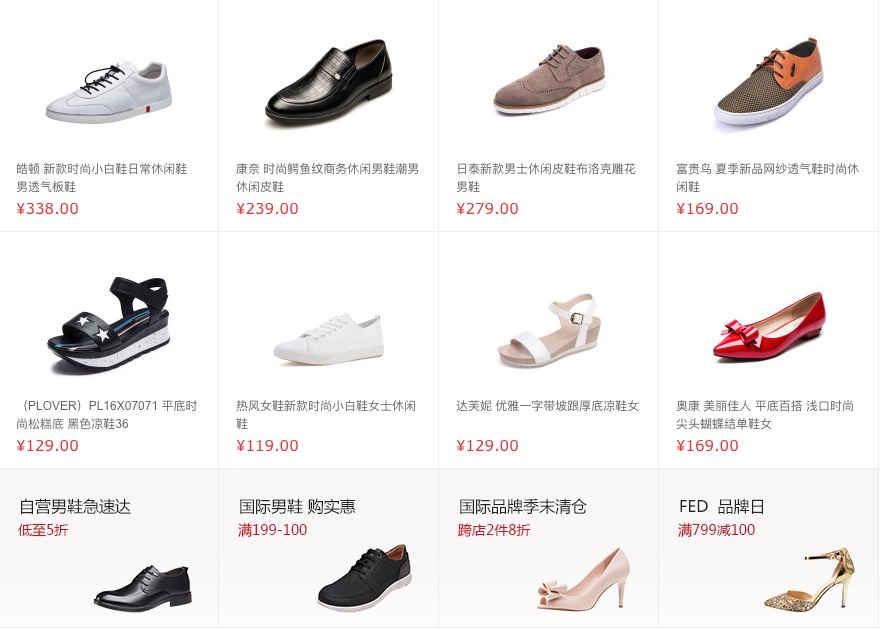 皓顿 新款时尚小白鞋日常休闲鞋
男透气板鞋
¥338.00
康奈 时尚鳄鱼纹商务休闲男鞋潮男
休闲皮鞋
¥239.00
日泰新款男士休闲皮鞋布洛克雕花
男鞋
¥279.00
富贵鸟 夏季新品网纱透气鞋时尚休
闲鞋
¥169.00
（PLOVER）PL16X07071 平底时
尚松糕底 黑色凉鞋36
¥129.00
热风女鞋新款时尚小白鞋女士休闲
鞋
¥119.00
达芙妮 优雅一字带坡跟厚底凉鞋女
¥129.00
奥康 美丽佳人 平底百搭 浅口时尚
尖头蝴蝶结单鞋女
¥169.00
自营男鞋急速达
低至5折
国际男鞋 购实惠
满199-100
国际品牌季末清仓
跨店2件8折
FED 品牌日
满799减100